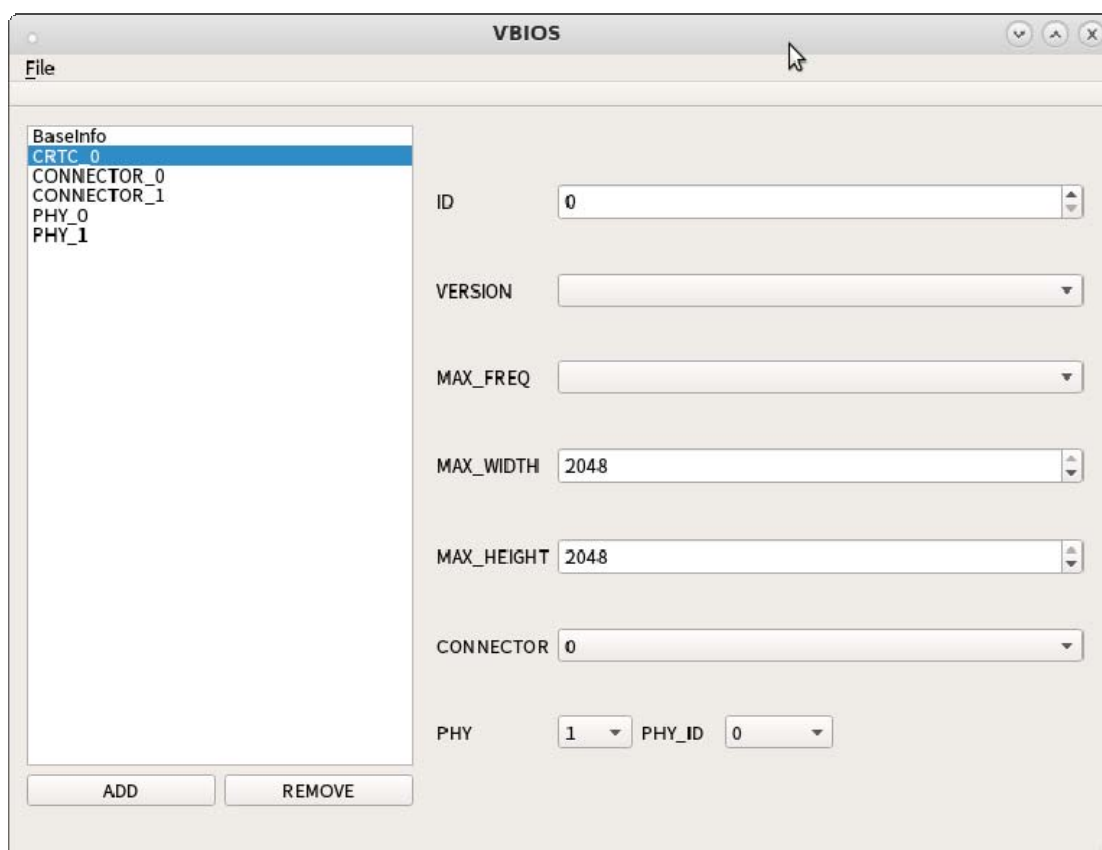 VBIOS
File
BaseInfo
CRTC_0
CONNECTOR_0
CONNECTOR_1
PHY_0
PHY_1
ADD REMOVE
ID 0
VERSION
MAX_FREQ
MAX_WIDTH 2048
MAX_HEIGHT 2048
CONNECTOR 0
PHY 1 PHY_ID 0